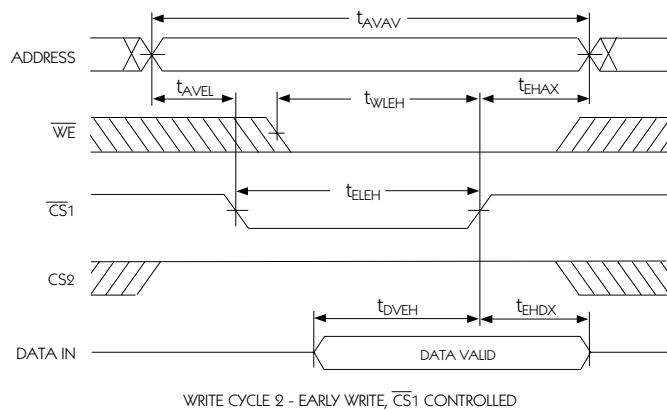 tAVAV
ADDRESS
tAVEL
tWLEH
tEHAX
WE
tELEH
CS1
CS2
tDVEH
tEHDX
DATA IN
DATA VALID
WRITE CYCLE 2 - EARLY WRITE, CS1 CONTROLLED